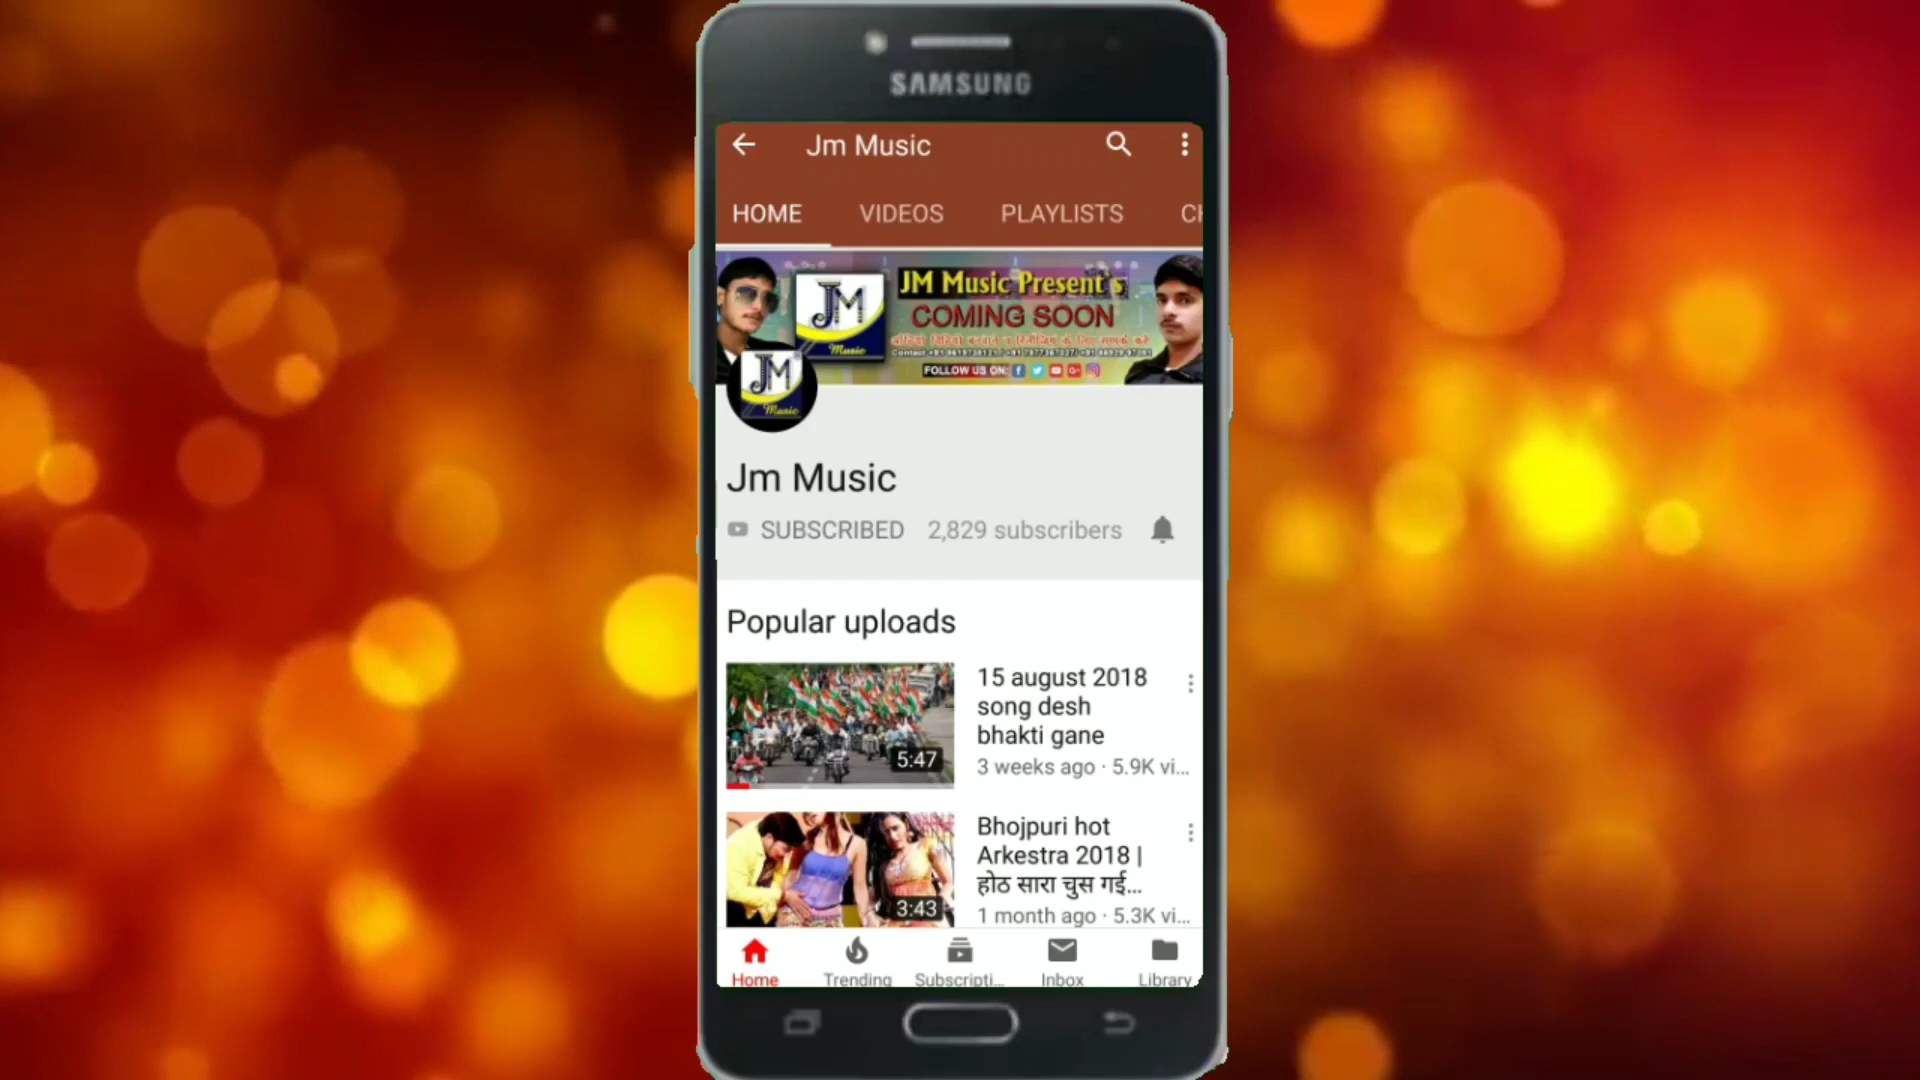 SAMSUNG
Jm Music
HOME VIDEOS PLAYLISTS CH
JM Music Present's
COMING SOON
JM
Music
FOLLOW US ON:
JM
Music
Jm Music
SUBSCRIBED 2,829 subscribers
Popular uploads
15 august 2018
song desh
bhakti gane
3 weeks ago · 5.9K vi...
5:47
Bhojpuri hot
Arkestra 2018 |
होठ सारा चुस गई...
1 month ago · 5.3K vi...
3:43
Home Trending Subscripti... Inbox Library